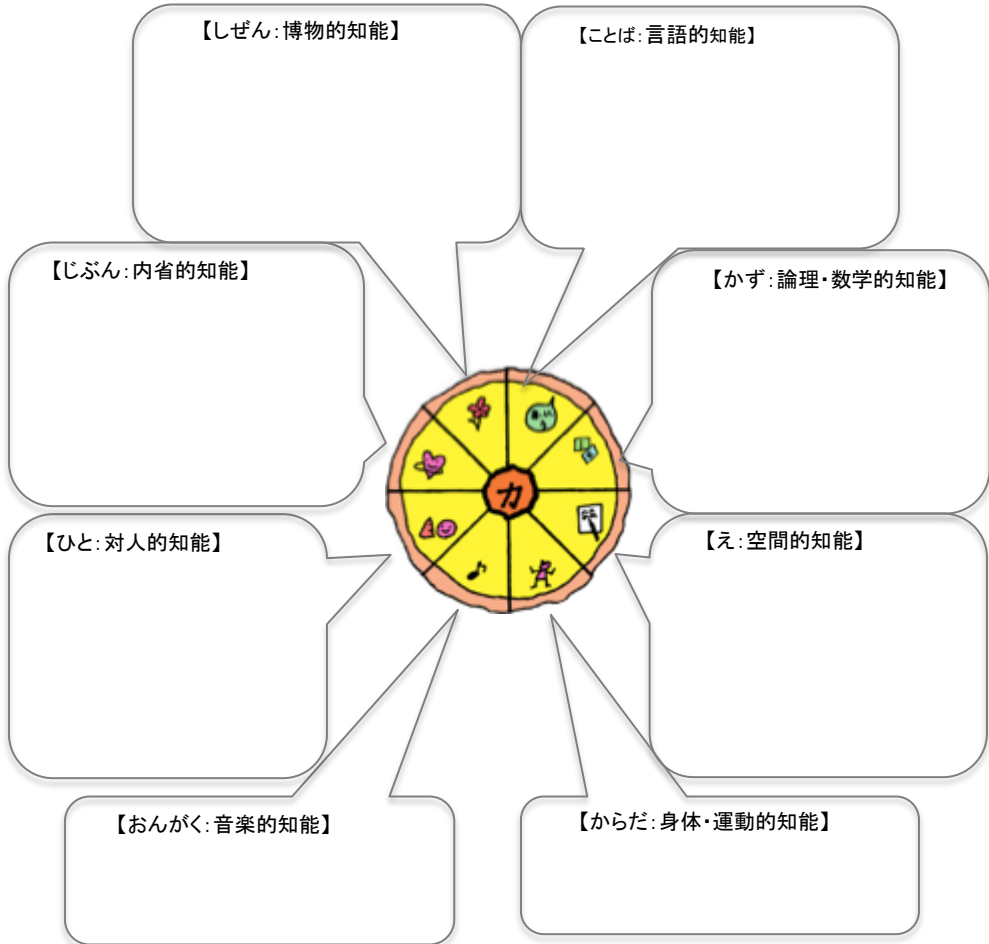 【しぜん:博物的知能】
【ことば:言語的知能】
【じぶん:内省的知能】
【かず:論理・数学的知能】
力
【ひと:対人的知能】
【え:空間的知能】
【おんがく:音楽的知能】
【からだ:身体・運動的知能】